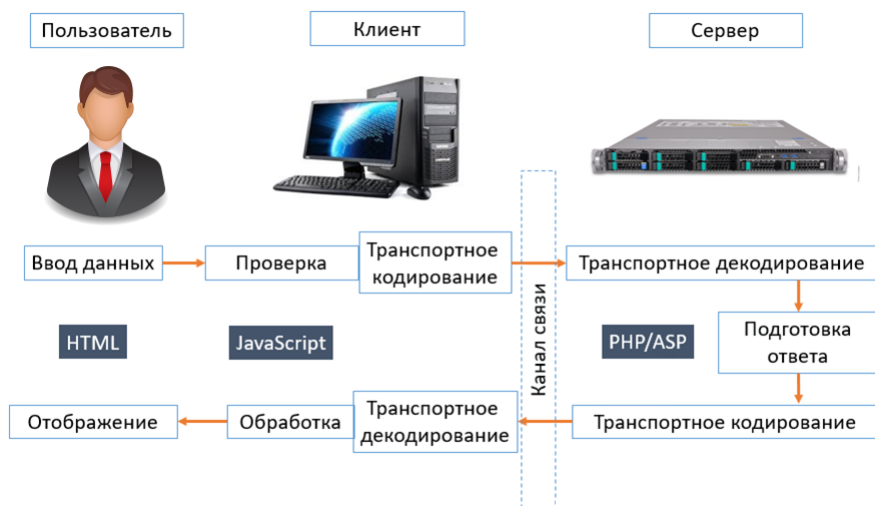 Пользователь
Клиент
Сервер
Ввод данных
Проверка
Транспортное
кодирование
Транспортное декодирование
HTML
JavaScript
Канал связи
PHP/ASP
Подготовка
ответа
Отображение
Обработка
Транспортное
декодирование
Транспортное кодирование